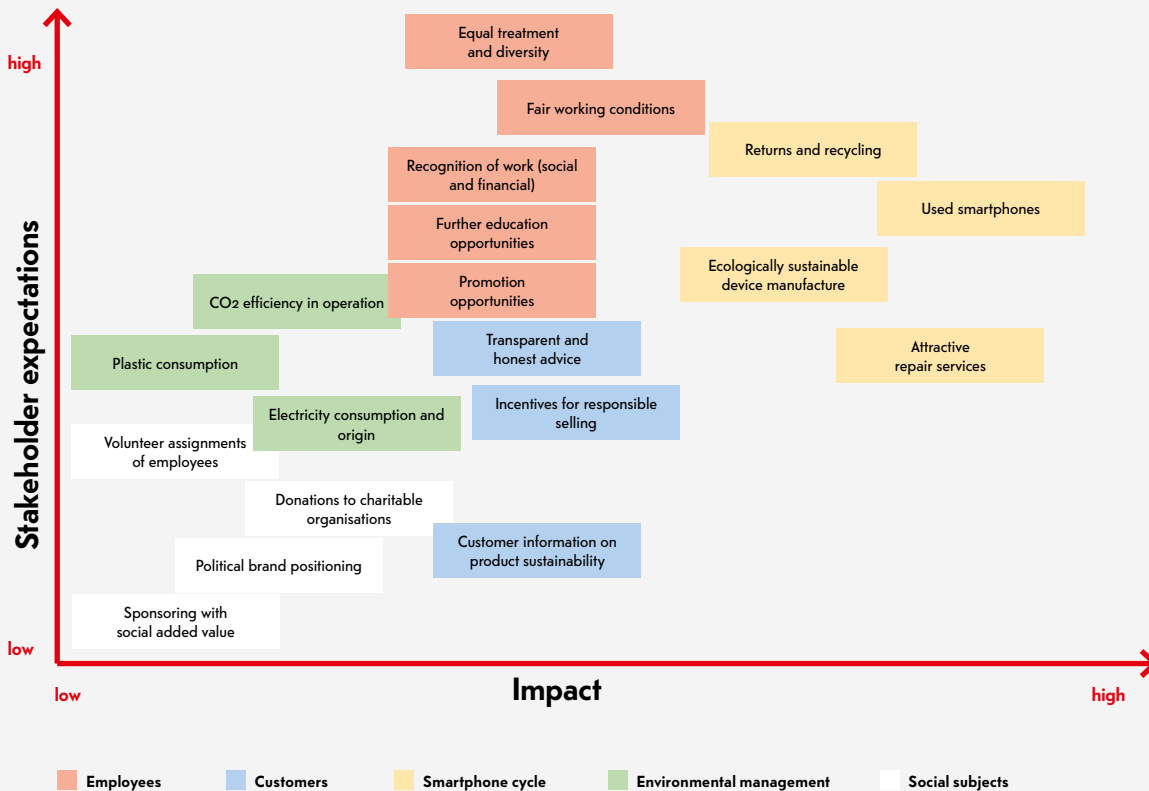 Equal treatment
and diversity
high
Fair working conditions
Returns and recycling
Recognition of work (social
and financial)
Used smartphones
Further education
opportunities
Ecologically sustainable
device manufacture
Promotion
opportunities
CO2 efficiency in operation
Transparent and
honest advice
Attractive
repair services
Plastic consumption
Incentives for responsible
selling
Electricity consumption and
origin
Volunteer assignments
of employees
Donations to charitable
organisations
Customer information on
product sustainability
Political brand positioning
Sponsoring with
social added value
Stakeholder expectations
low
low
Impact
high
Employees
Customers
Smartphone cycle
Environmental management
Social subjects